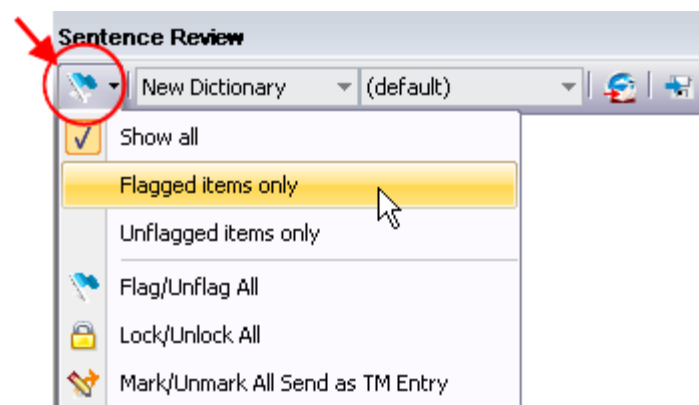 Sentence Review
New Dictionary (default)
Show all
Flagged items only
Unflagged items only
Flag/Unflag All
Lock/Unlock All
Mark/Unmark All Send as TM Entry